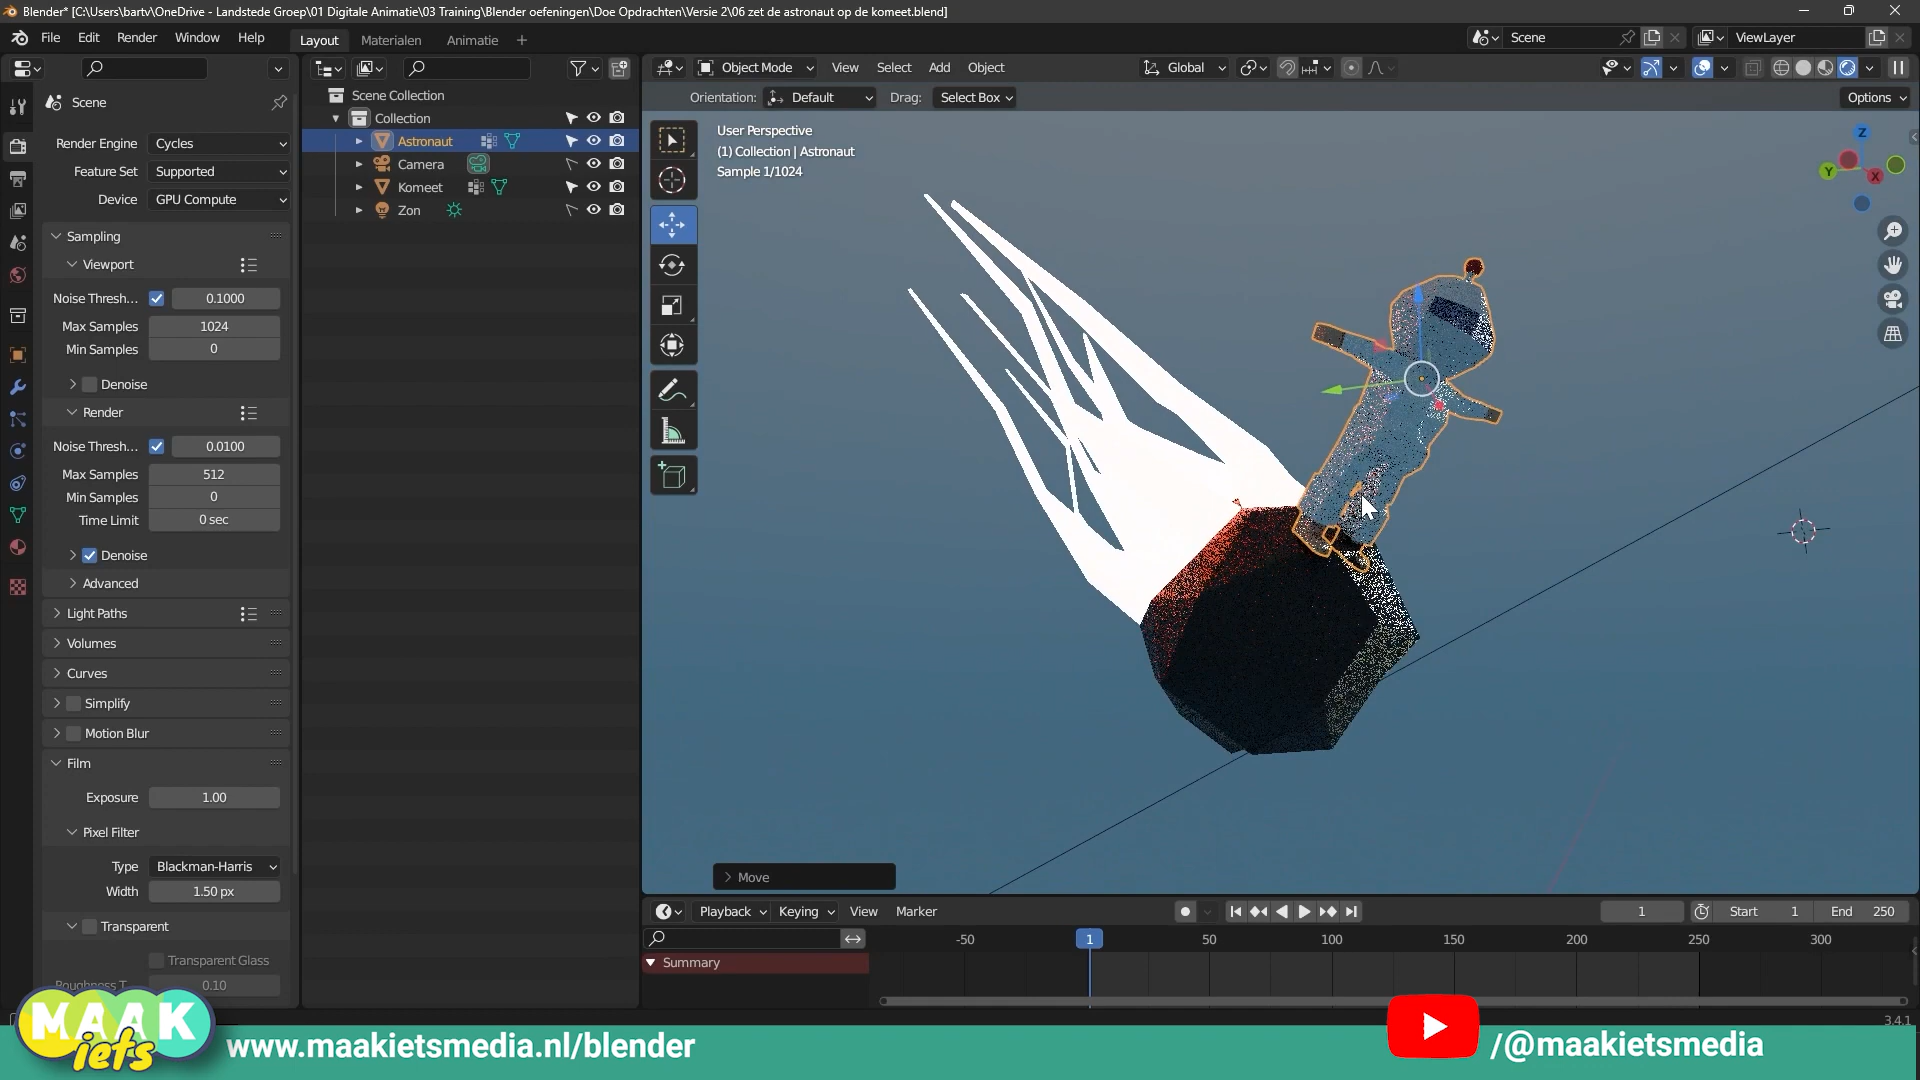 Blender* [C:\Users\bartv\OneDrive - Landstede Groep\01 Digitale Animatie\03 Training\Blender oefeningen\Doe Opdrachten\Versie 2\06 zet de astronaut op de komeet.blend]
File Edit Render Window Help Layout Materialen Animatie + Scene ViewLayer
Object Mode View Select Add Object Global
Orientation: Default Drag: Select Box Options
Scene
Render Engine Cycles
Feature Set Supported
Device GPU Compute
Sampling
Viewport
Noise Thresh... 0.1000
Max Samples 1024
Min Samples 0
Denoise
Render
Noise Thresh... 0.0100
Max Samples 512
Min Samples 0
Time Limit 0 sec
Denoise
Advanced
Light Paths
Volumes
Curves
Simplify
Motion Blur
Film
Exposure 1.00
Pixel Filter
Type Blackman-Harris
Width 1.50 px
Transparent
Transparent Glass
Roughness T... 0.10
Scene Collection
Collection
Astronaut
Camera
Komeet
Zon
User Perspective
(1) Collection | Astronaut
Sample 1/1024
Z
Y
X
Move
Playback Keying View Marker 1 Start 1 End 250
-50 1 50 100 150 200 250 300
Summary
3.4.1
MAAK
iets
www.maakietsmedia.nl/blender
/@maakietsmedia